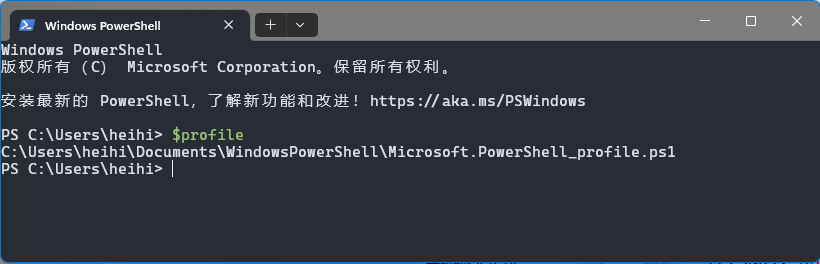 Windows PowerShell
Windows PowerShell
版权所有 (C) Microsoft Corporation。保留所有权利。
安装最新的 PowerShell，了解新功能和改进！https://aka.ms/PSWindows
PS C:\Users\heihi> $profile
C:\Users\heihi\Documents\WindowsPowerShell\Microsoft.PowerShell_profile.ps1
PS C:\Users\heihi>